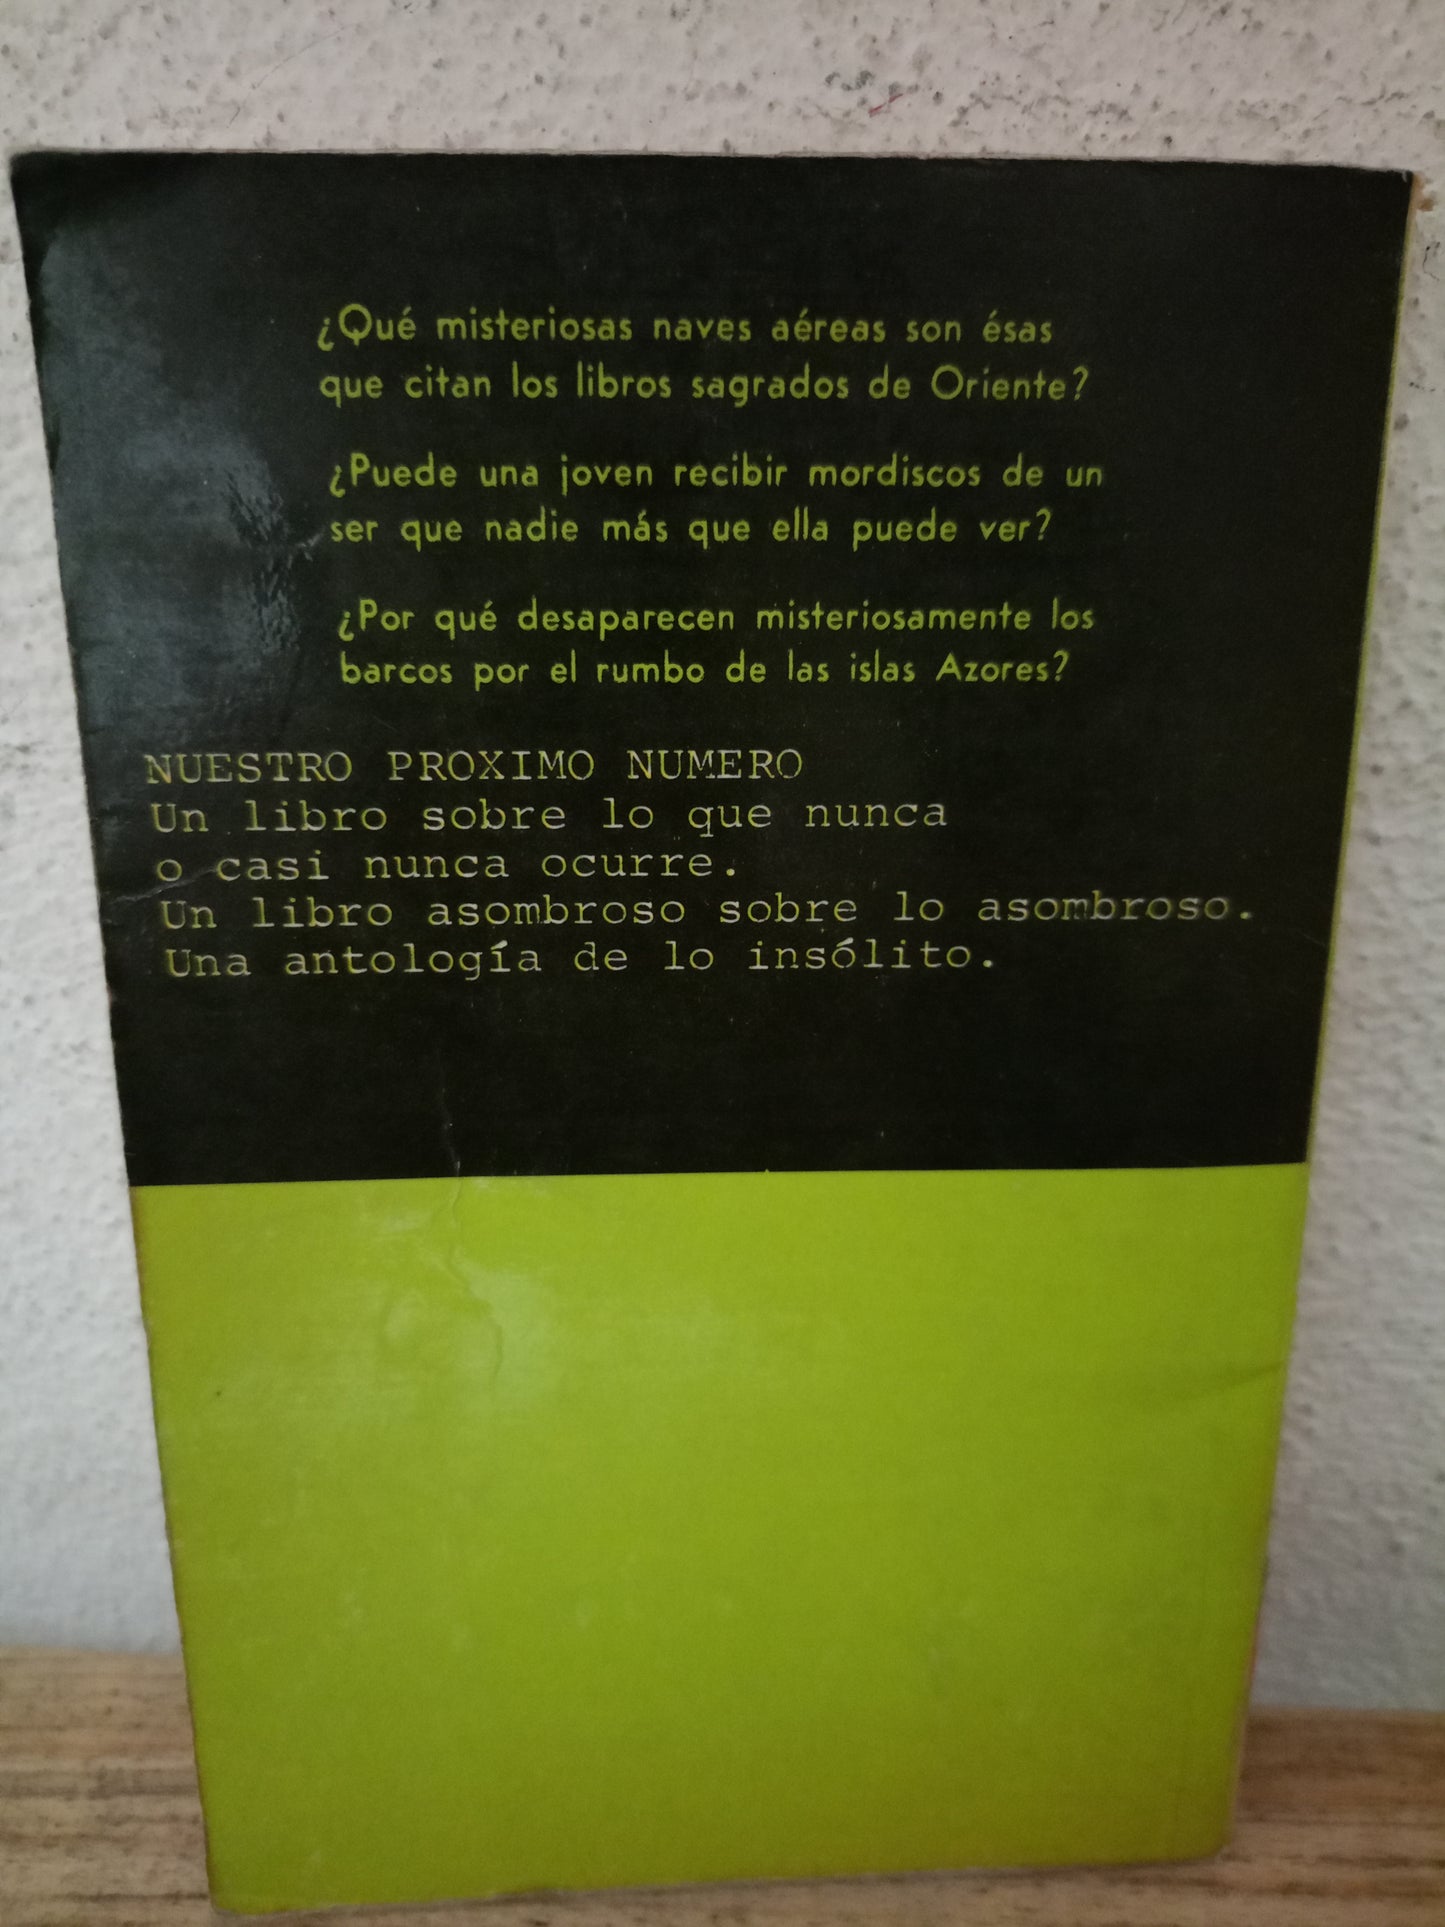 ¿Qué misteriosas naves aéreas son ésas
que citan los libros sagrados de Oriente?
¿Puede una joven recibir mordiscos de un
ser que nadie más que ella puede ver?
¿Por qué desaparecen misteriosamente los
barcos por el rumbo de las islas Azores?
NUESTRO PROXIMO NUMERO
Un libro sobre lo que nunca
o casi nunca ocurre.
Un libro asombroso sobre lo asombroso.
Una antología de lo insólito.